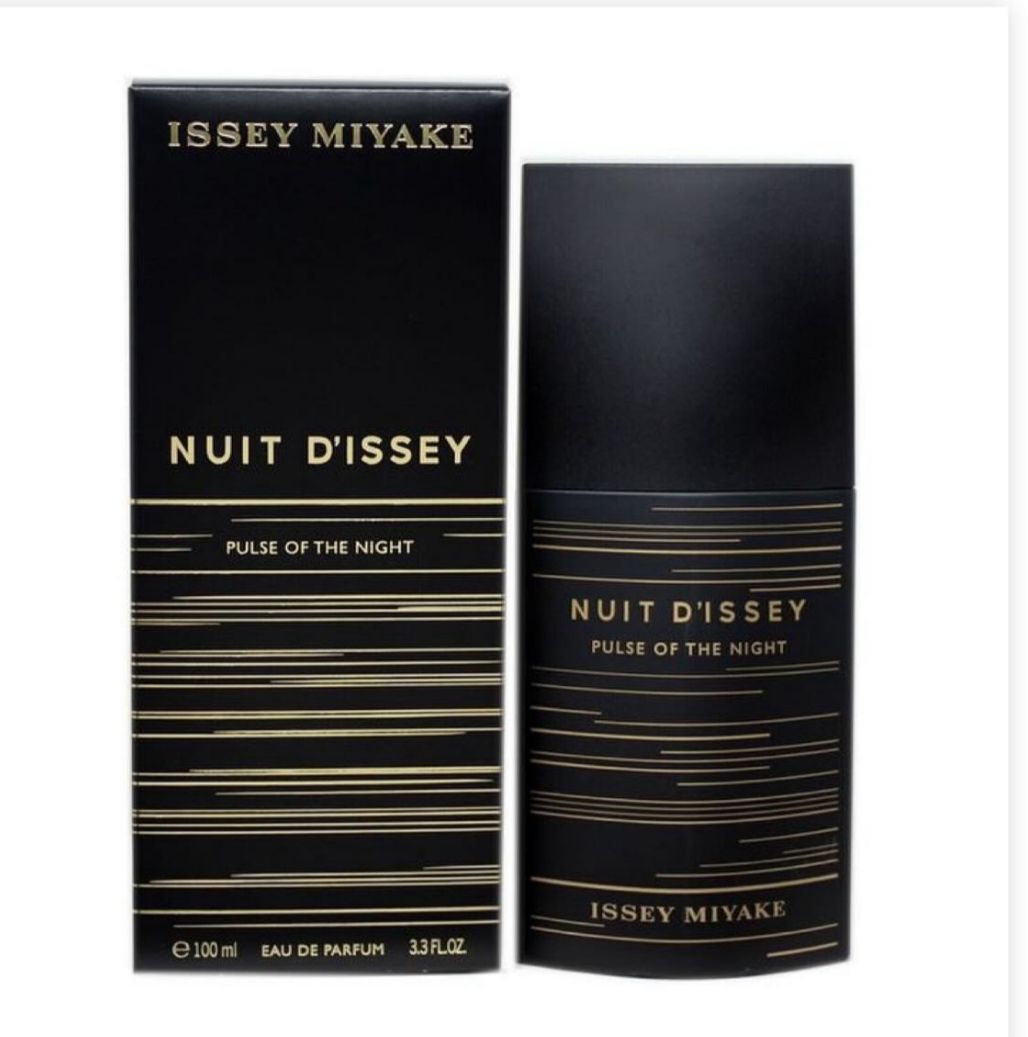 ISSEY MIYAKE
NUIT D'ISSEY
PULSE OF THE NIGHT
℮ 100 ml EAU DE PARFUM 3.3 FL.OZ.
NUIT D'ISSEY
PULSE OF THE NIGHT
ISSEY MIYAKE